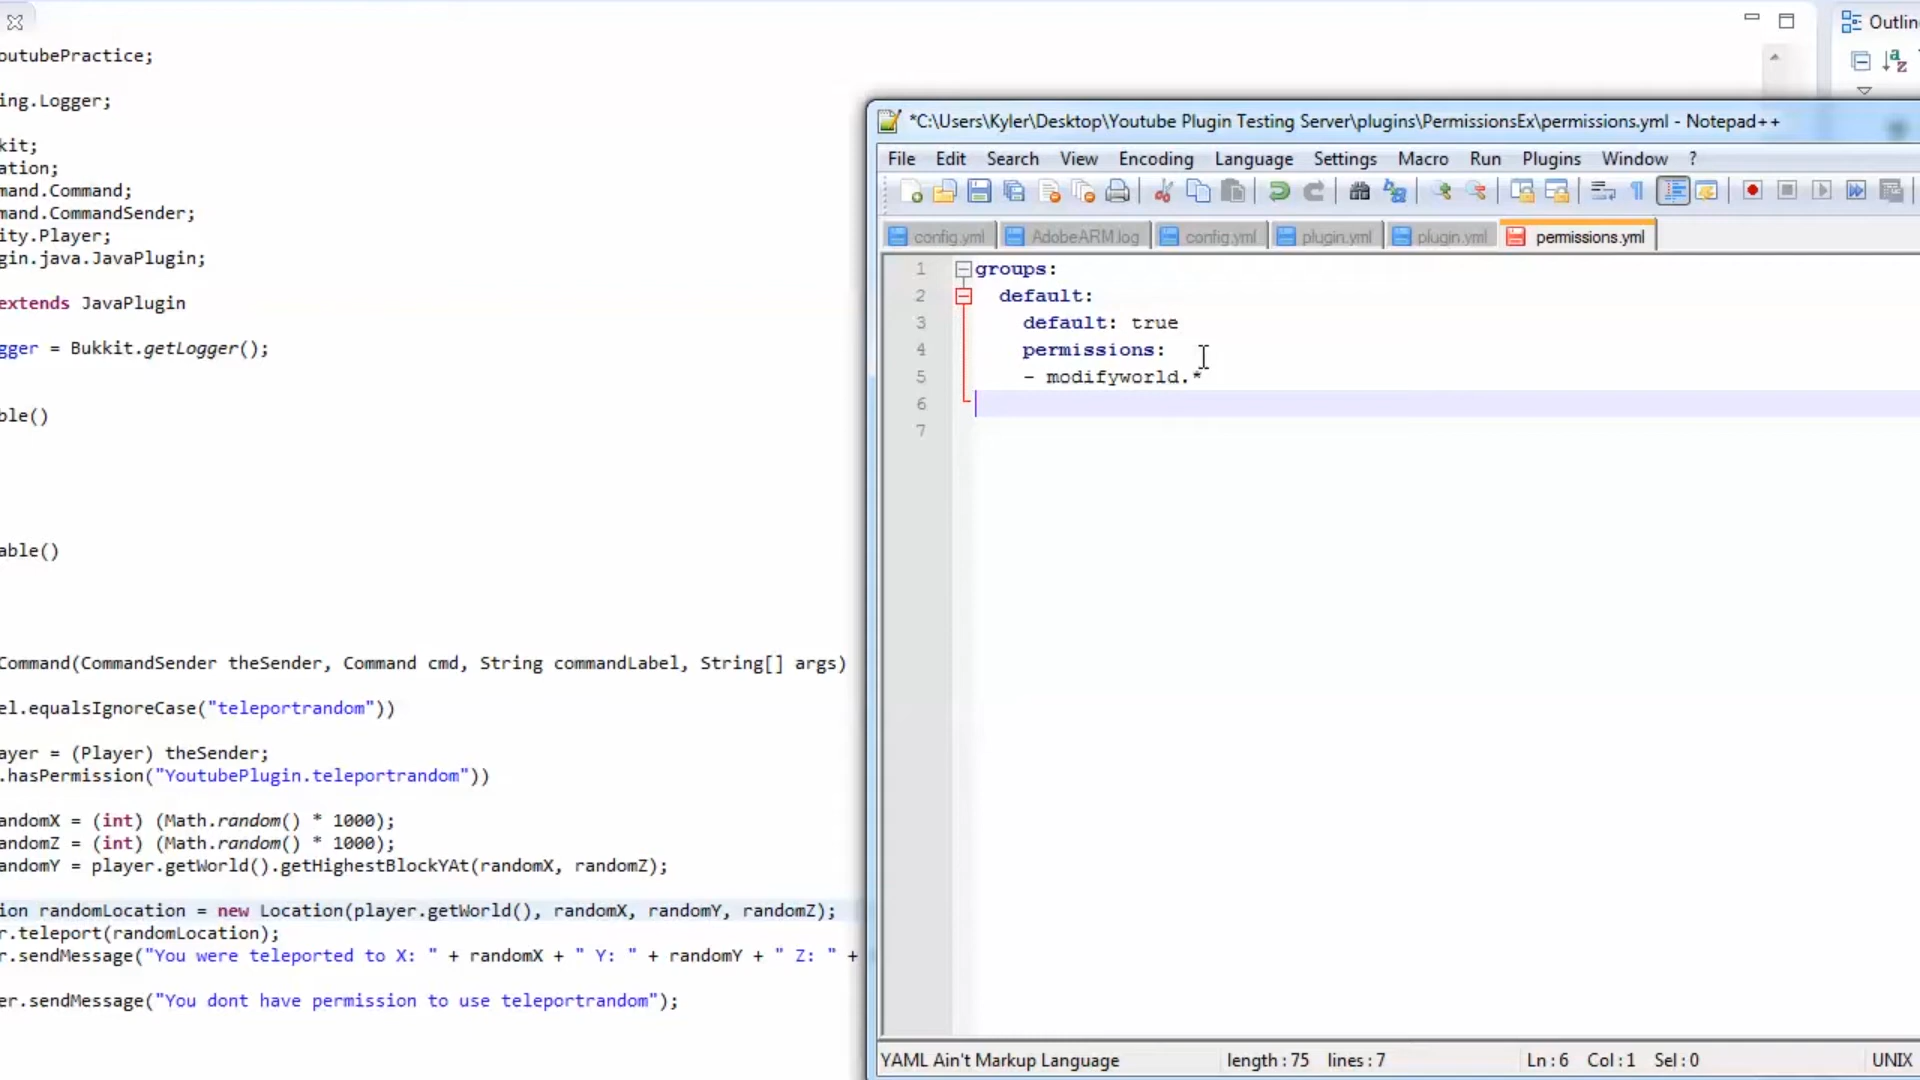 outubePractice;
ing.Logger;
kit;
ation;
mand.Command;
mand.CommandSender;
ity.Player;
gin.java.JavaPlugin;
extends JavaPlugin
gger = Bukkit.getLogger();
ble()
able()
Command(CommandSender theSender, Command cmd, String commandLabel, String[] args)
el.equalsIgnoreCase("teleportrandom"))
ayer = (Player) theSender;
.hasPermission("YoutubePlugin.teleportrandom"))
andomX = (int) (Math.random() * 1000);
andomZ = (int) (Math.random() * 1000);
andomY = player.getWorld().getHighestBlockYAt(randomX, randomZ);
ion randomLocation = new Location(player.getWorld(), randomX, randomY, randomZ);
r.teleport(randomLocation);
r.sendMessage("You were teleported to X: " + randomX + " Y: " + randomY + " Z: " +
er.sendMessage("You dont have permission to use teleportrandom");
Outlin
*C:\Users\Kyler\Desktop\Youtube Plugin Testing Server\plugins\PermissionsEx\permissions.yml - Notepad++
File Edit Search View Encoding Language Settings Macro Run Plugins Window ?
config.yml AdobeARM.log config.yml plugin.yml plugin.yml permissions.yml
1 groups:
2 default:
3 default: true
4 permissions:
5 - modifyworld.*
6
7
YAML Ain't Markup Language length : 75 lines : 7 Ln : 6 Col : 1 Sel : 0 UNIX